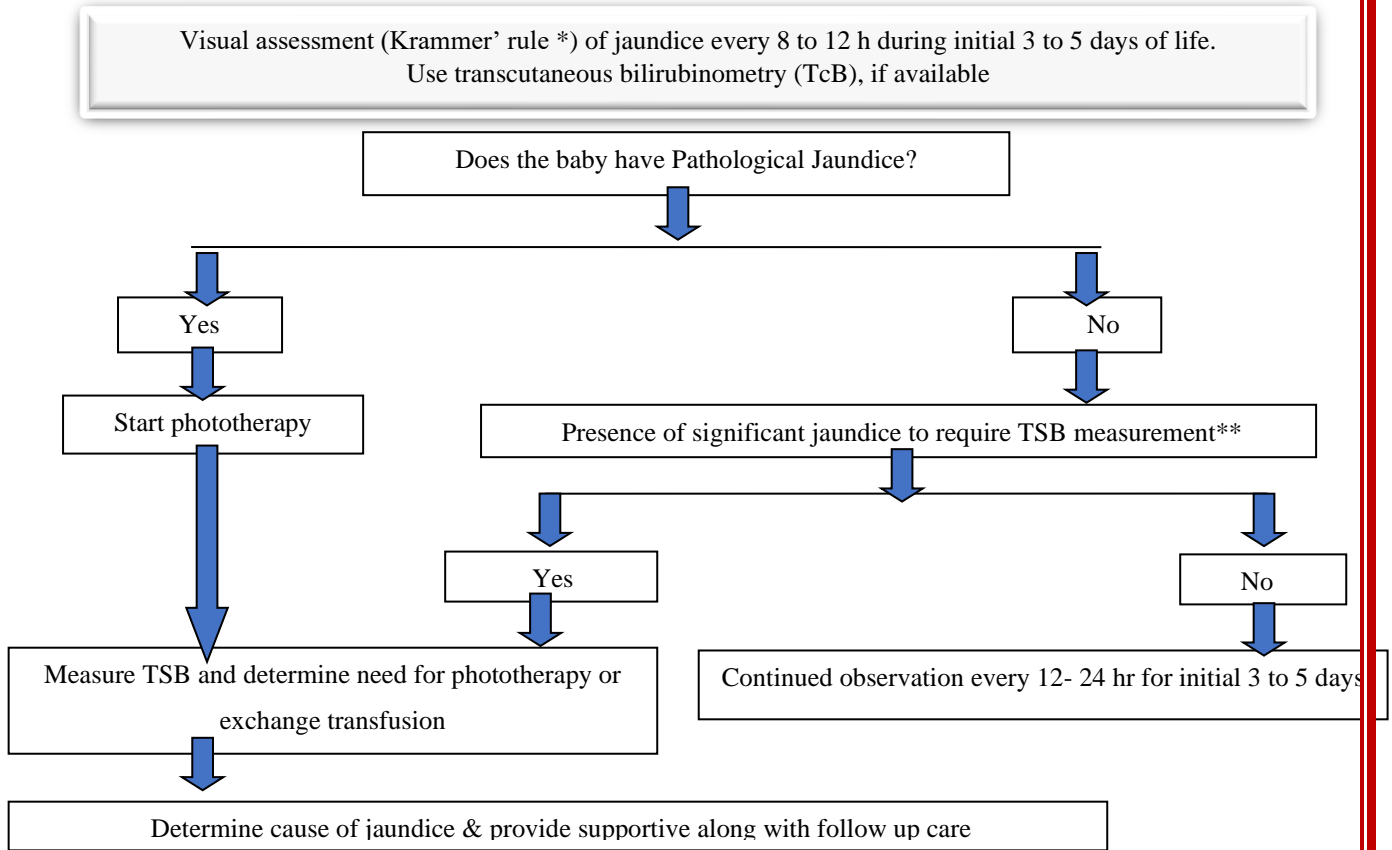 Visual assessment (Krammer’ rule *) of jaundice every 8 to 12 h during initial 3 to 5 days of life.
Use transcutaneous bilirubinometry (TcB), if available
Does the baby have Pathological Jaundice?
Yes
No
Start phototherapy
Presence of significant jaundice to require TSB measurement**
Yes
No
Measure TSB and determine need for phototherapy or
exchange transfusion
Continued observation every 12- 24 hr for initial 3 to 5 days
Determine cause of jaundice & provide supportive along with follow up care